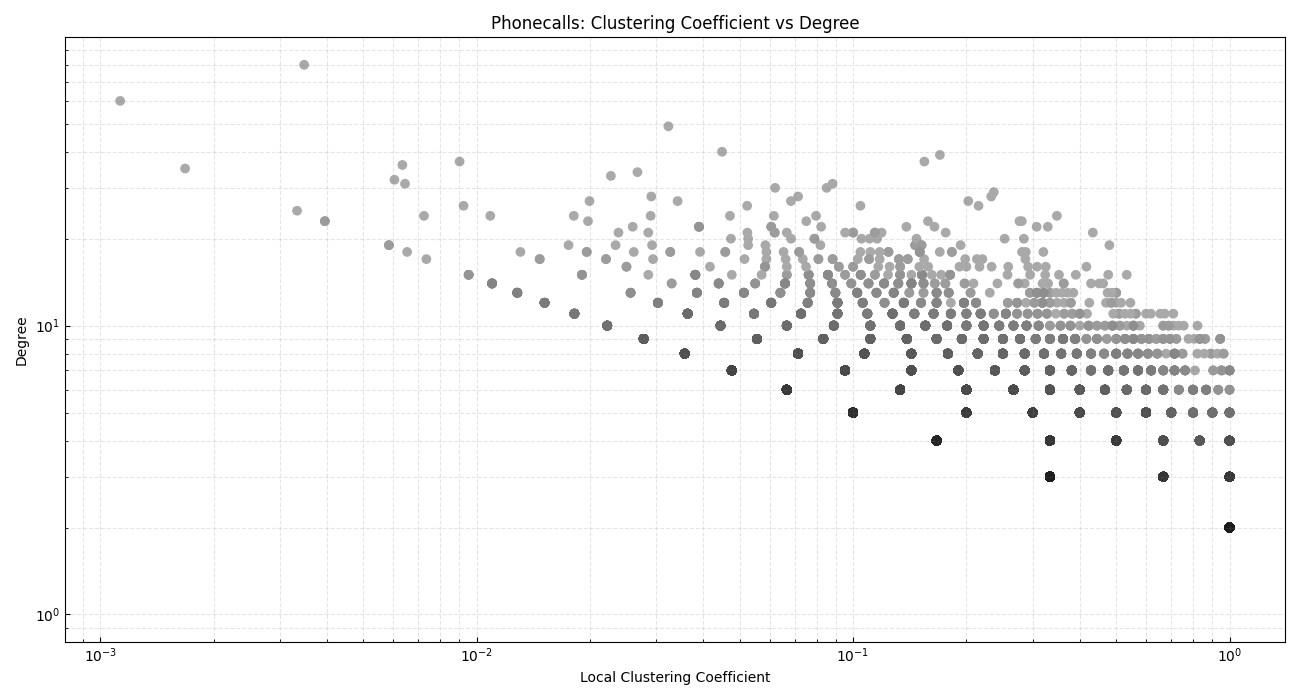 Phonecalls: Clustering Coefficient vs Degree
Degree
10¹
10⁰
10⁻³
10⁻²
10⁻¹
10⁰
Local Clustering Coefficient